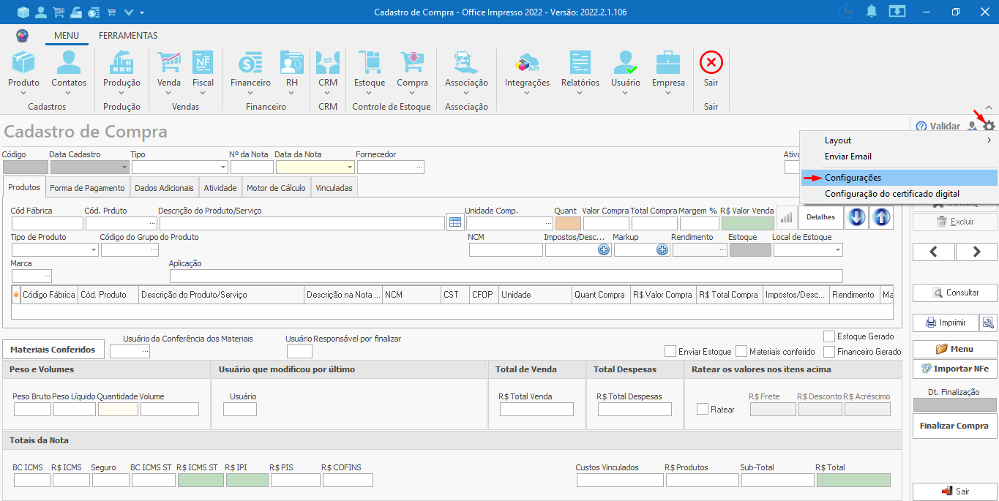 Cadastro de Compra - Office Impresso 2022 - Versão: 2022.2.1.106
MENU FERRAMENTAS
Produto Contatos Produção Venda Fiscal Financeiro RH CRM Estoque Compra Associação Integrações Relatórios Usuário Empresa Sair
Cadastros Produção Vendas Financeiro CRM Controle de Estoque Associação Sair
Cadastro de Compra
Validar
Layout
Enviar Email
Configurações
Configuração do certificado digital
Código Data Cadastro Tipo Nº da Nota Data da Nota Fornecedor
Produtos Forma de Pagamento Dados Adicionais Atividade Motor de Cálculo Vinculadas
Cód Fábrica Cód. Prduto Descrição do Produto/Serviço Unidade Comp. Quant Valor Compra Total Compra Margem % R$ Valor Venda Detalhes
Excluir
Tipo de Produto Código do Grupo do Produto NCM Impostos/Desc... Markup Rendimento Estoque Local de Estoque
Marca Aplicação
Código Fábrica Cód. Produto Descrição do Produto/Serviço Descrição na Nota ... NCM CST CFOP Unidade Quant Compra R$ Valor Compra R$ Total Compra Impostos/Desc... Rendimento Ma
Consultar
Imprimir
Materiais Conferidos Usuário da Conferência dos Materiais Usuário Responsável por finalizar
Estoque Gerado
Enviar Estoque Materiais conferido Financeiro Gerado
Menu
Importar NFe
Peso e Volumes Usuário que modificou por último Total de Venda Total Despesas Ratear os valores nos itens acima
Peso Bruto Peso Líquido Quantidade Volume Usuário R$ Total Venda R$ Total Despesas Ratear R$ Frete R$ Desconto R$ Acréscimo
Dt. Finalização
Finalizar Compra
Totais da Nota
BC ICMS R$ ICMS Seguro BC ICMS ST R$ ICMS ST R$ IPI R$ PIS R$ COFINS Custos Vinculados R$ Produtos Sub-Total R$ Total
Sair